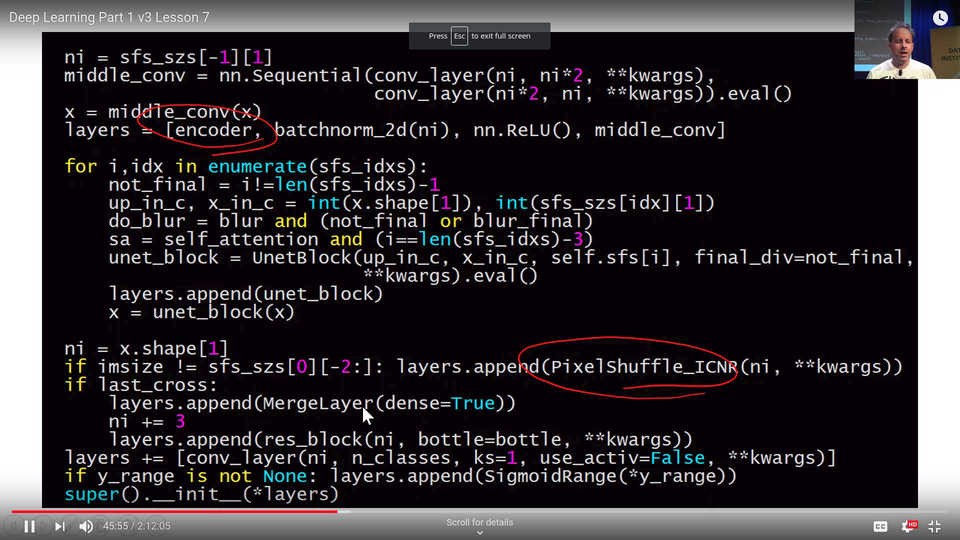 Deep Learning Part 1 v3 Lesson 7
Press Esc to exit full screen
ni = sfs_szs[-1][1]
middle_conv = nn.Sequential(conv_layer(ni, ni*2, **kwargs),
conv_layer(ni*2, ni, **kwargs)).eval()
x = middle_conv(x)
layers = [encoder, batchnorm_2d(ni), nn.ReLU(), middle_conv]
for i,idx in enumerate(sfs_idxs):
not_final = i!=len(sfs_idxs)-1
up_in_c, x_in_c = int(x.shape[1]), int(sfs_szs[idx][1])
do_blur = blur and (not_final or blur_final)
sa = self_attention and (i==len(sfs_idxs)-3)
unet_block = UnetBlock(up_in_c, x_in_c, self.sfs[i], final_div=not_final,
**kwargs).eval()
layers.append(unet_block)
x = unet_block(x)
ni = x.shape[1]
if imsize != sfs_szs[0][-2:]: layers.append(PixelShuffle_ICNR(ni, **kwargs))
if last_cross:
layers.append(MergeLayer(dense=True))
ni += 3
layers.append(res_block(ni, bottle=bottle, **kwargs))
layers += [conv_layer(ni, n_classes, ks=1, use_activ=False, **kwargs)]
if y_range is not None: layers.append(SigmoidRange(*y_range))
super().__init__(*layers)
45:55 / 2:12:05
Scroll for details
CC
HD